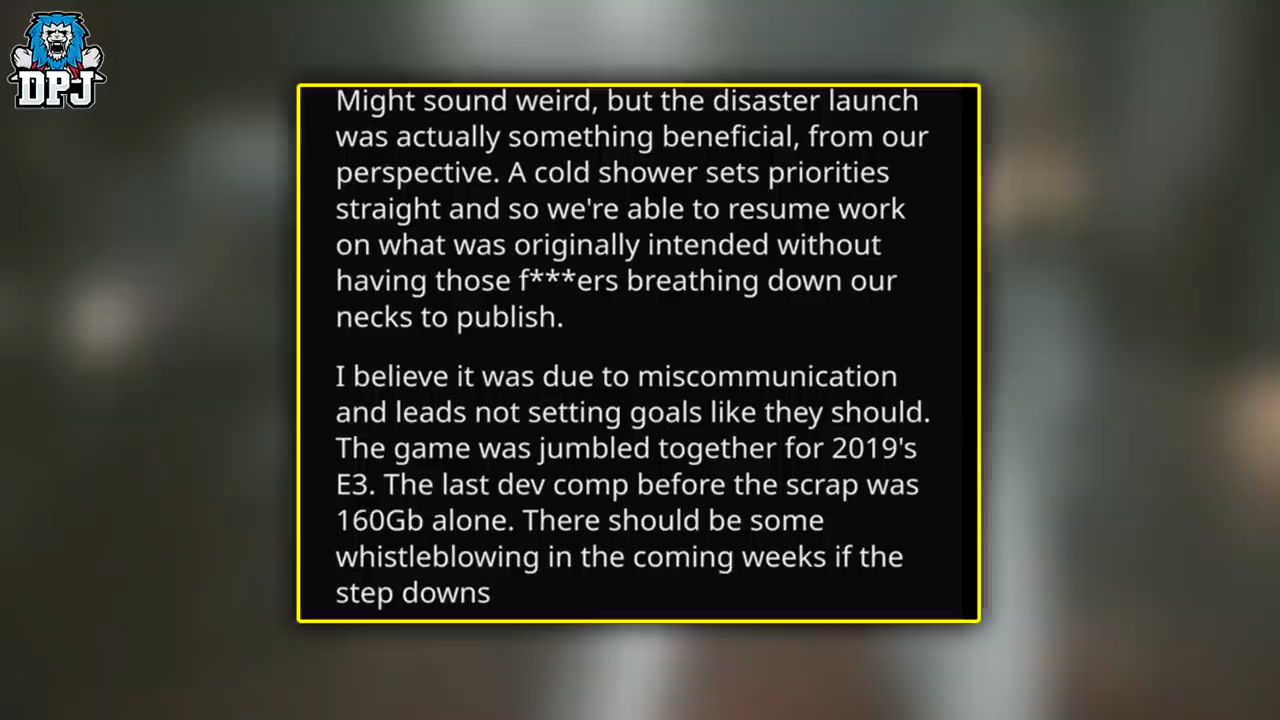 DPJ
Might sound weird, but the disaster launch
was actually something beneficial, from our
perspective. A cold shower sets priorities
straight and so we're able to resume work
on what was originally intended without
having those f***ers breathing down our
necks to publish.
I believe it was due to miscommunication
and leads not setting goals like they should.
The game was jumbled together for 2019's
E3. The last dev comp before the scrap was
160Gb alone. There should be some
whistleblowing in the coming weeks if the
step downs